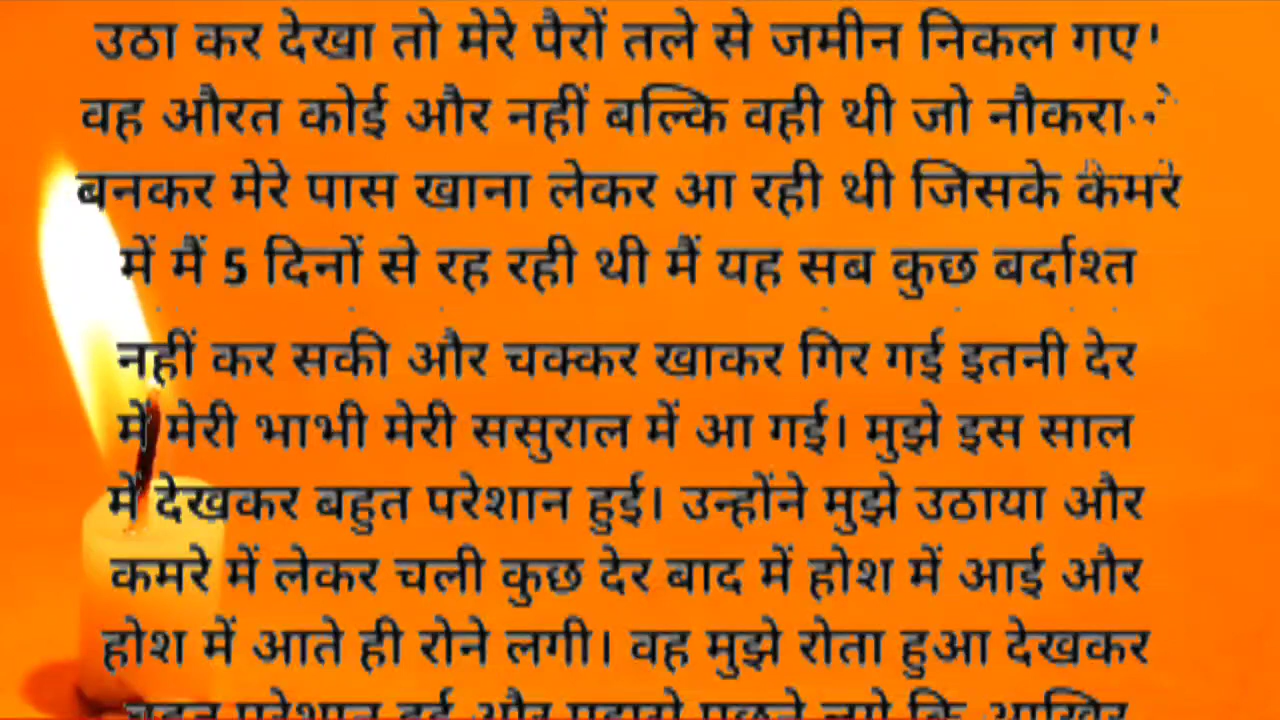 उठा कर देखा तो मेरे पैरों तले से जमीन निकल गए।
वह औरत कोई और नहीं बल्कि वही थी जो
बनकर मेरे पास खाना लेकर आ रही थी जिसके कमरे
में मैं 5 दिनों से रह रही थी मैं यह सब कुछ बर्दाश्त
नहीं कर सकी और चक्कर खाकर गिर गई इतनी देर
में मेरी भाभी मेरी ससुराल में आ गई। मुझे इस साल
में देखकर बहुत परेशान हुई। उन्होंने मुझे उठाया और
कमरे में लेकर चली कुछ देर बाद में होश में आई और
होश में आते ही रोने लगी। वह मुझे रोता हुआ देखकर